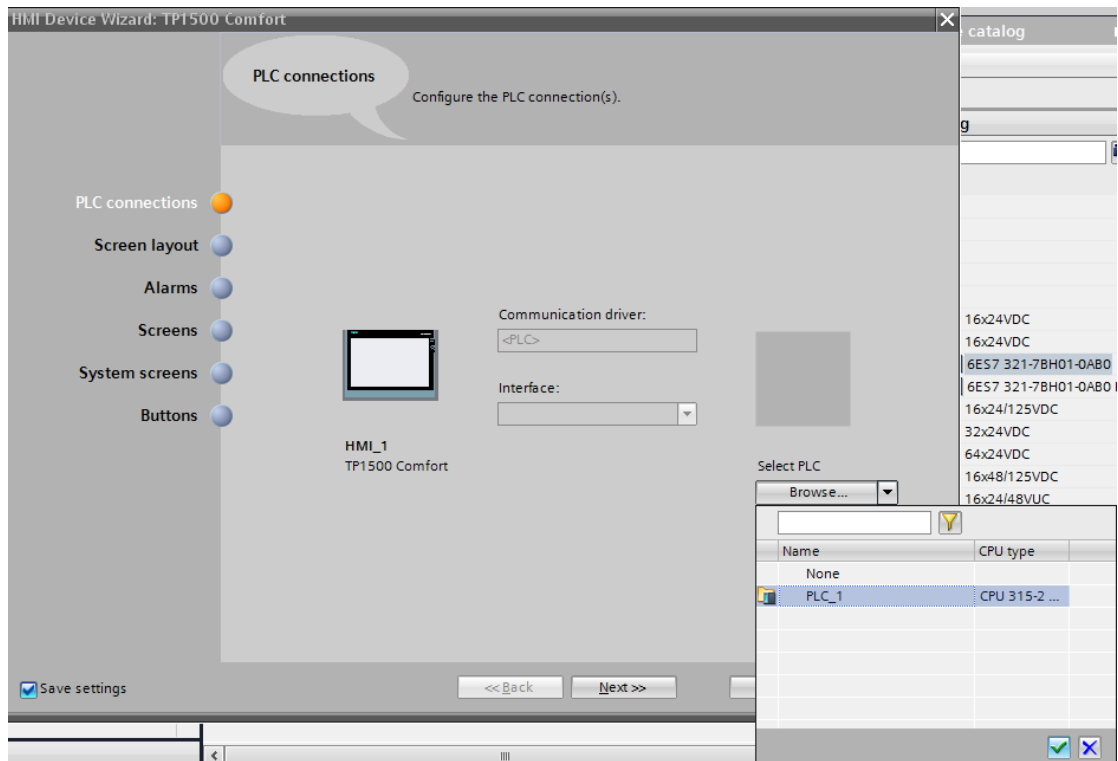 HMI Device Wizard: TP1500 Comfort
catalog
PLC connections
Configure the PLC connection(s).
PLC connections
Screen layout
Alarms
Screens
System screens
Buttons
Communication driver:
<PLC>
Interface:
HMI_1
TP1500 Comfort
Select PLC
Browse...
Name CPU type
None
PLC_1 CPU 315-2 ...
Save settings
<< Back
Next >>
16x24VDC
16x24VDC
6ES7 321-7BH01-0AB0
6ES7 321-7BH01-0AB0
16x24/125VDC
32x24VDC
64x24VDC
16x48/125VDC
16x24/48VUC